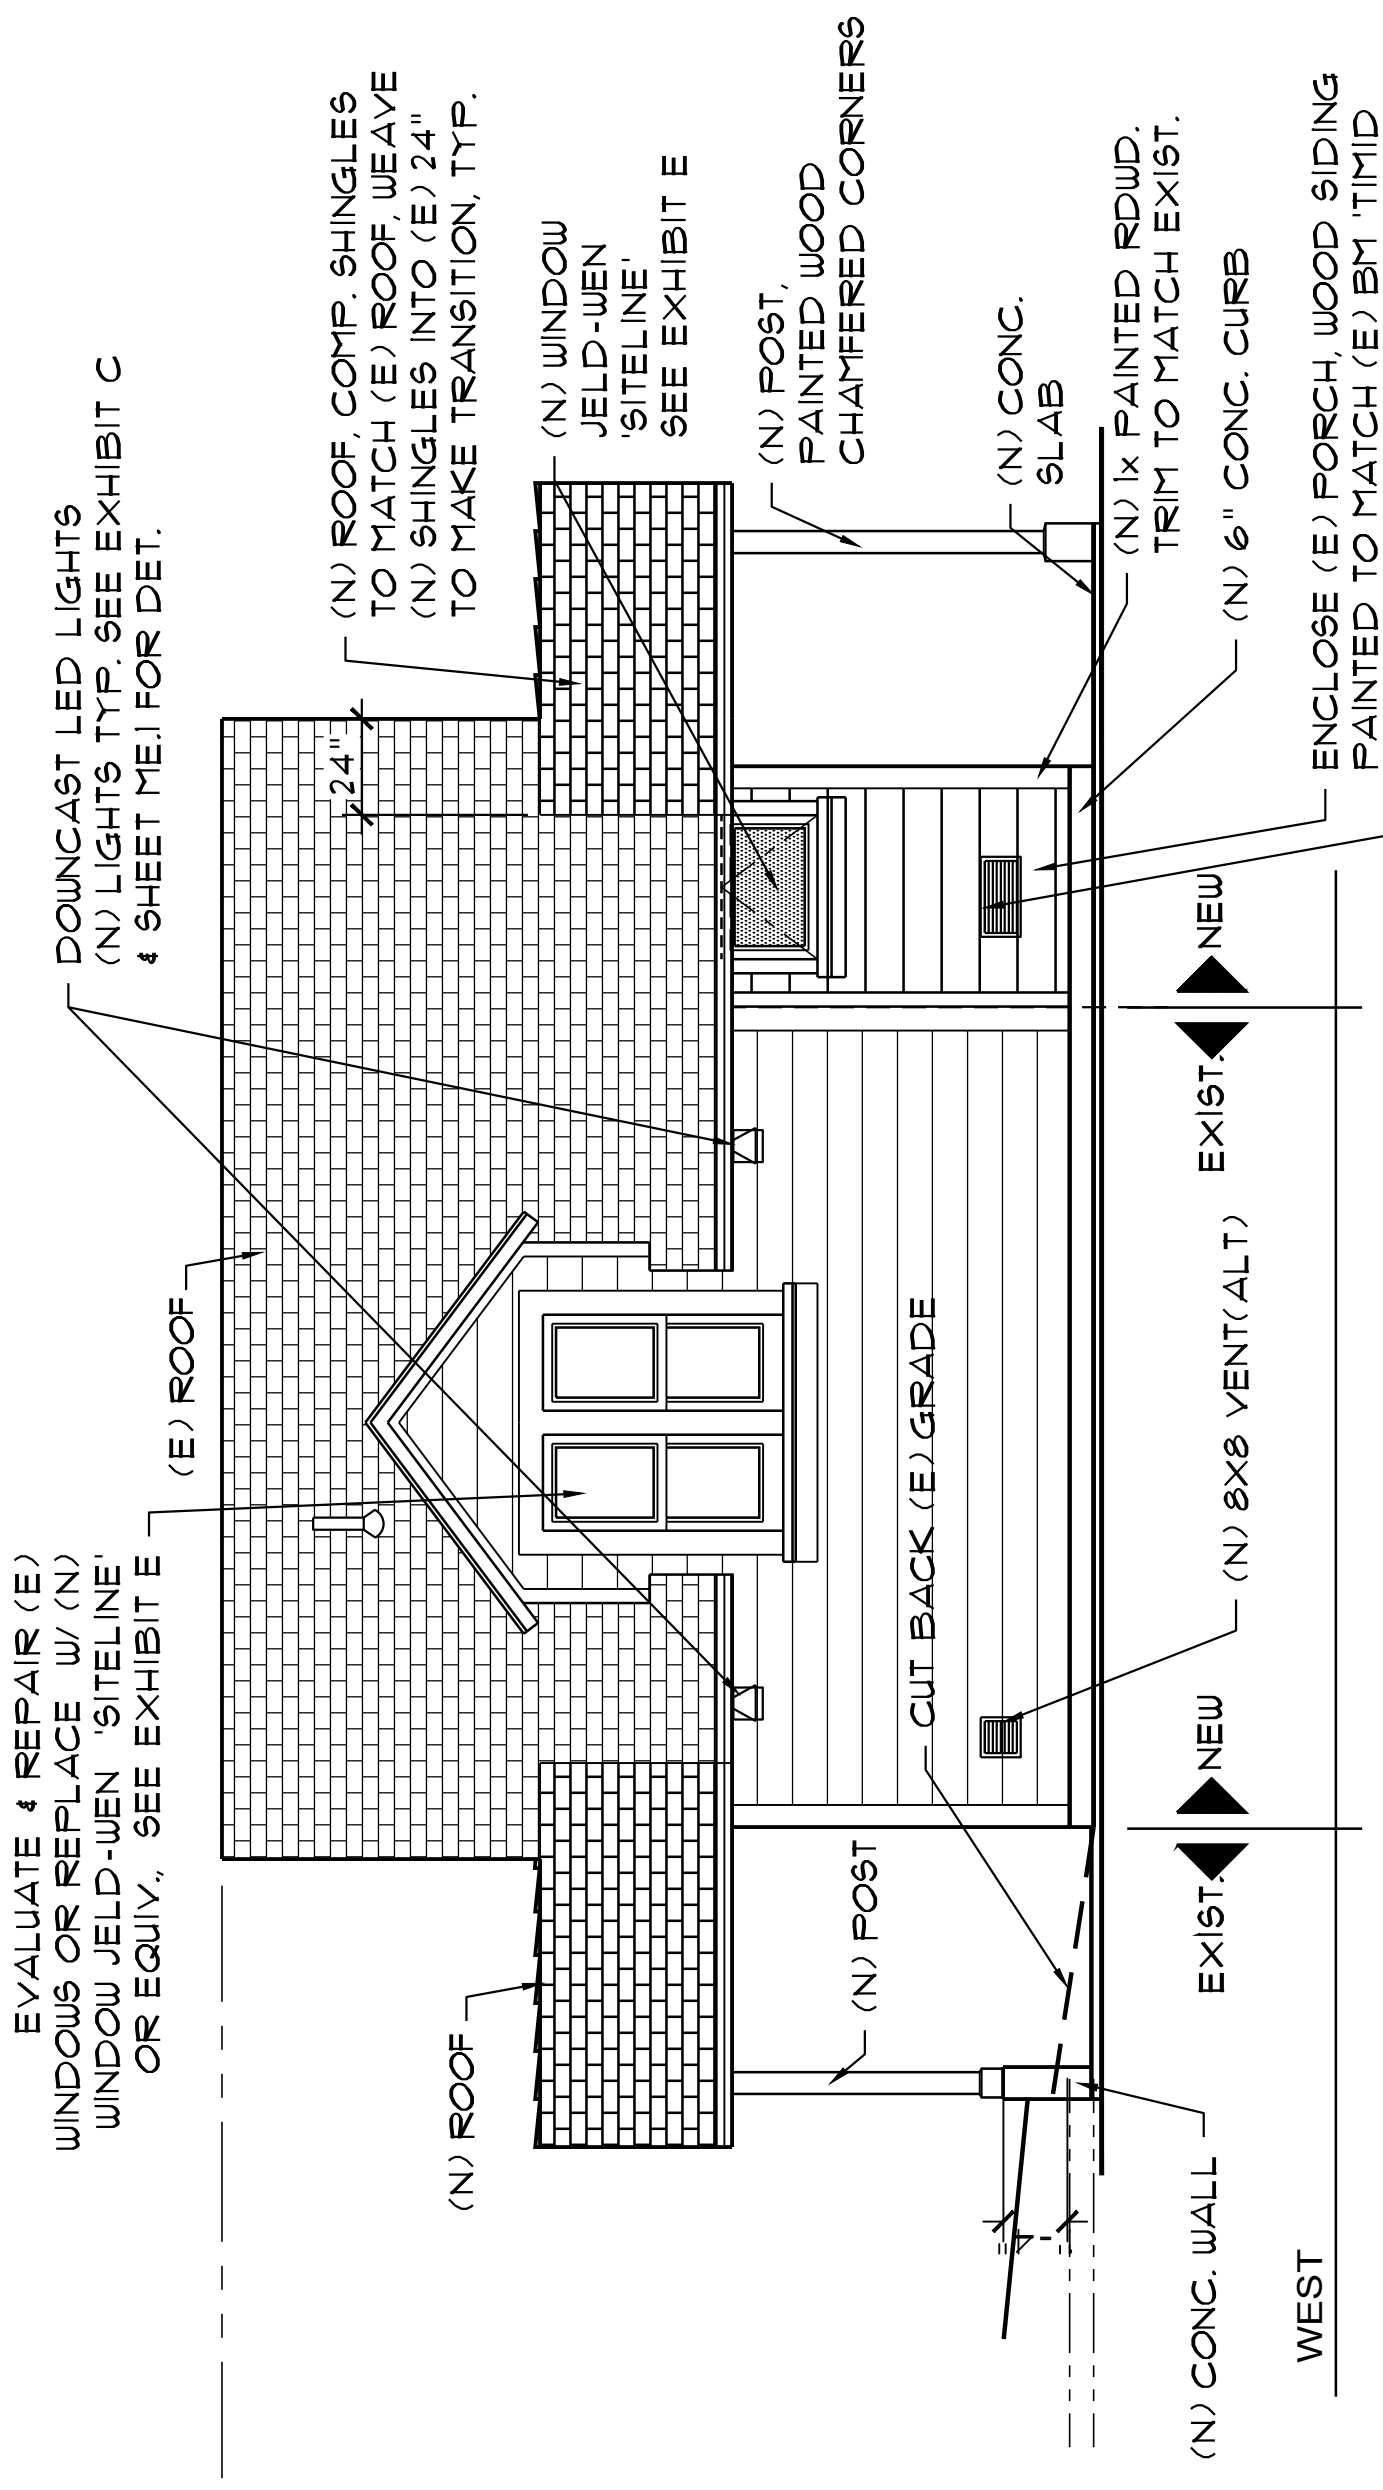 EVALUATE & REPAIR (E)
WINDOWS OR REPLACE W/ (N)
WINDOW JELD-WEN 'SITELINE'
OR EQUIV., SEE EXHIBIT E
(E) ROOF
DOWNCAST LED LIGHTS
(N) LIGHTS TYP. SEE EXHIBIT C
& SHEET ME.1 FOR DET.
24"
(N) ROOF, COMP. SHINGLES
TO MATCH (E) ROOF, WEAVE
(N) SHINGLES INTO (E) 24"
TO MAKE TRANSITION, TYP.
(N) WINDOW
JELD-WEN
'SITELINE'
SEE EXHIBIT E
(N) POST,
PAINTED WOOD
CHAMFERED CORNERS
(N) CONC.
SLAB
(N) 1x PAINTED RDWD.
TRIM TO MATCH EXIST.
(N) 6" CONC. CURB
ENCLOSE (E) PORCH, WOOD SIDING
PAINTED TO MATCH (E) BM 'TIMID
(N) ROOF
(N) POST
CUT BACK (E) GRADE
(N) 8X8 VENT(ALT)
EXIST. NEW
EXIST. NEW
(N) CONC. WALL
WEST